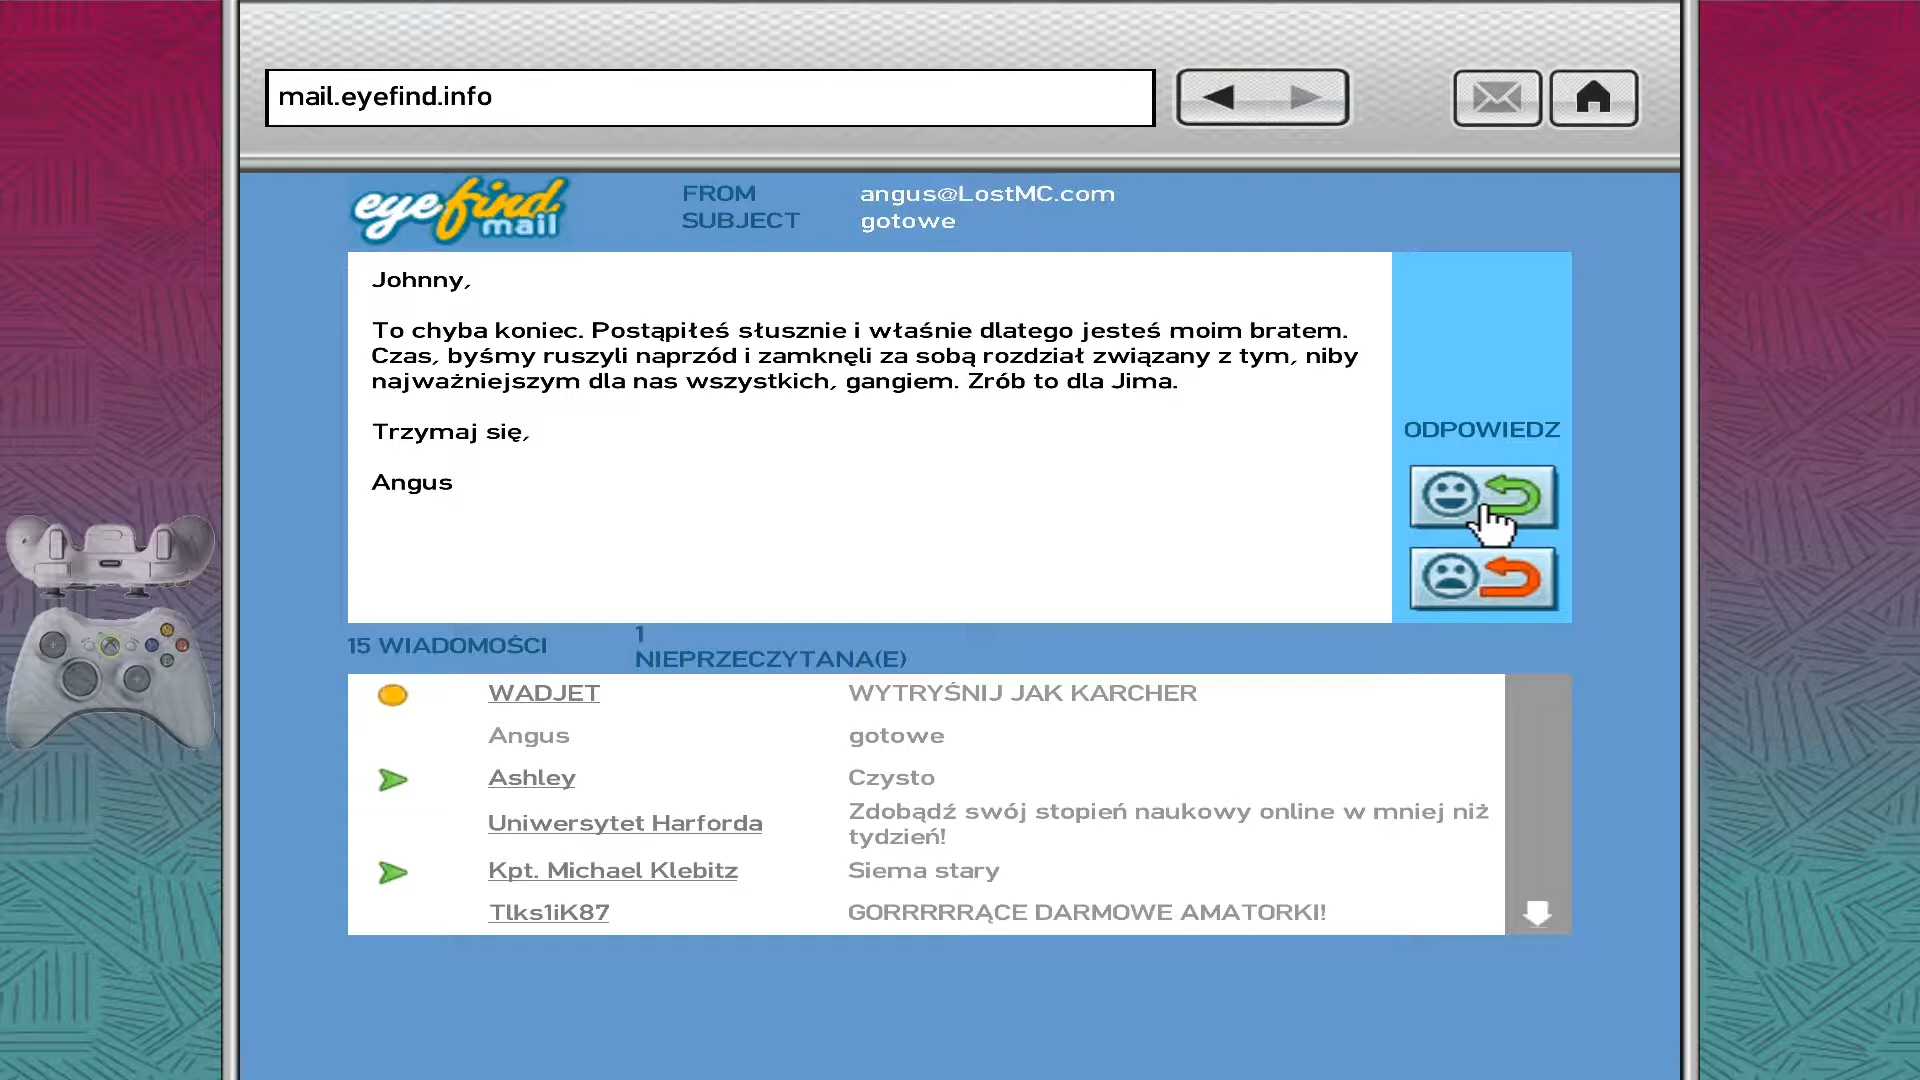 mail.eyefind.info
eyefind
mail
FROM angus@LostMC.com
SUBJECT gotowe
Johnny,
To chyba koniec. Postąpiłeś słusznie i właśnie dlatego jesteś moim bratem.
Czas, byśmy ruszyli naprzód i zamknęli za sobą rozdział związany z tym, niby
najważniejszym dla nas wszystkich, gangiem. Zrób to dla Jima.
Trzymaj się,
Angus
ODPOWIEDZ
15 WIADOMOŚCI
1
NIEPRZECZYTANA(E)
WADJET WYTRYŚNIJ JAK KARCHER
Angus gotowe
Ashley Czysto
Uniwersytet Harforda Zdobądź swój stopień naukowy online w mniej niż
tydzień!
Kpt. Michael Klebitz Siema stary
Tlks1iK87 GORRRRRĄCE DARMOWE AMATORKI!